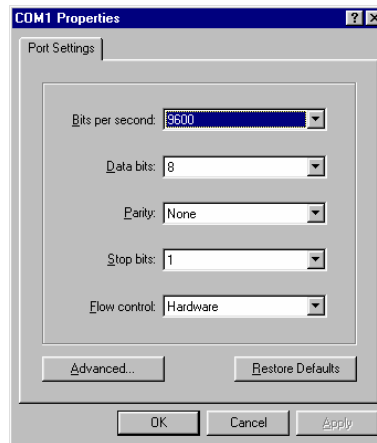 COM1 Properties
Port Settings
Bits per second: 9600
Data bits: 8
Parity: None
Stop bits: 1
Flow control: Hardware
Advanced... Restore Defaults
OK Cancel Apply